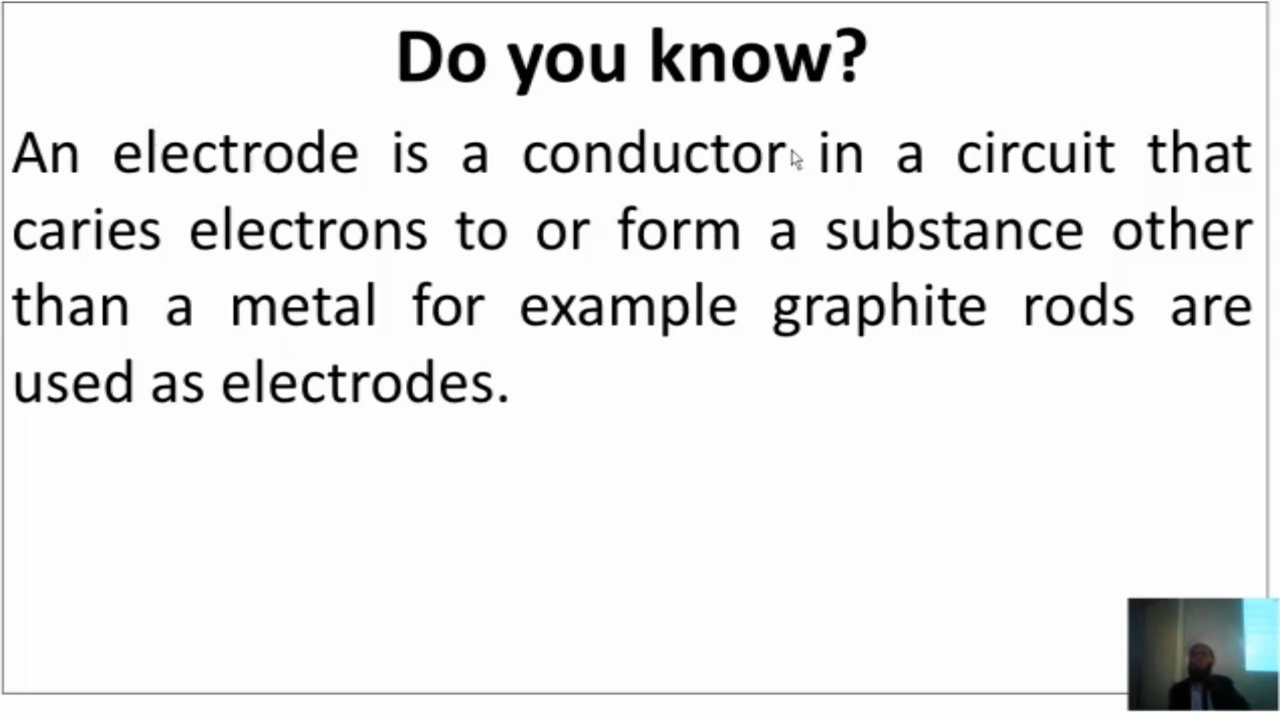 Do you know?
An electrode is a conductor in a circuit that
caries electrons to or form a substance other
than a metal for example graphite rods are
used as electrodes.